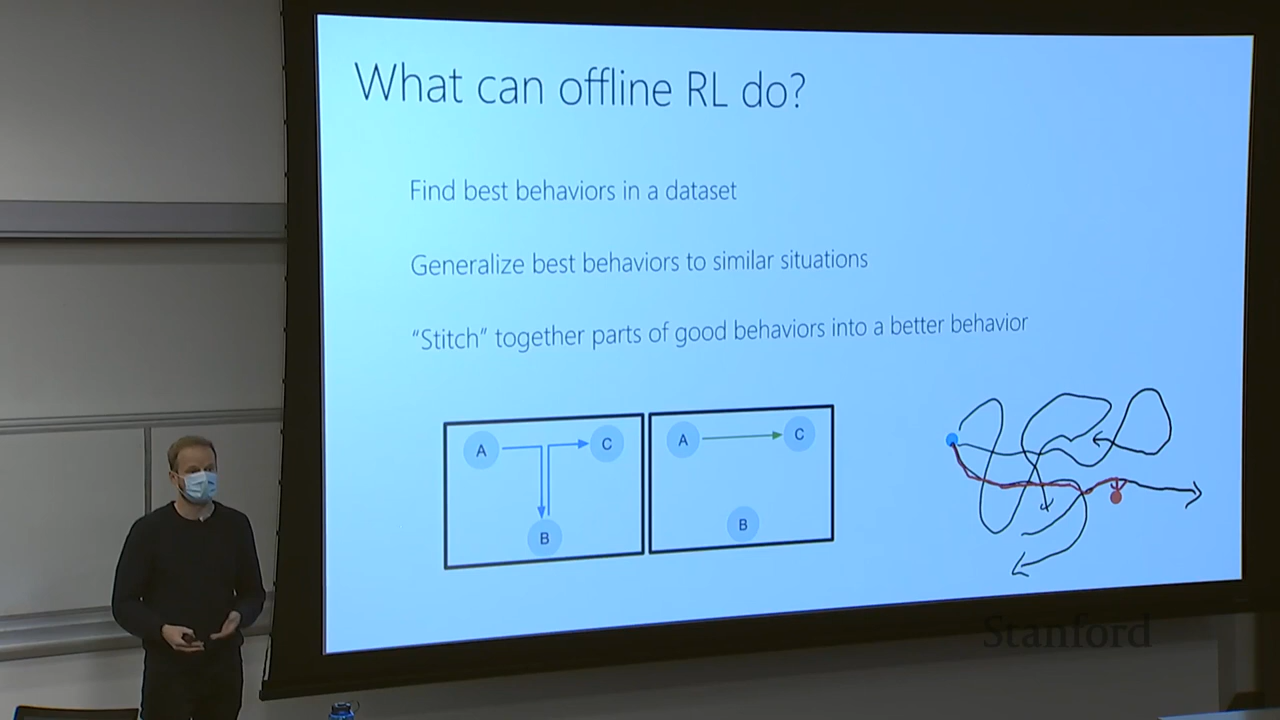 What can offline RL do?
Find best behaviors in a dataset
Generalize best behaviors to similar situations
“Stitch” together parts of good behaviors into a better behavior
A
C
B
A
C
B
Stanford